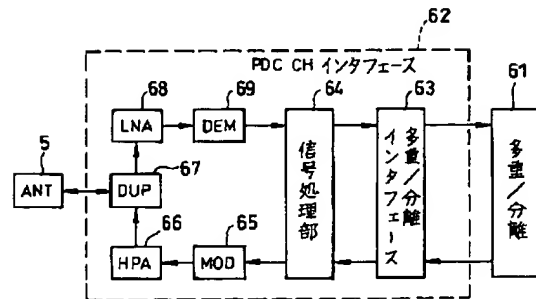 62
PDC CH インタフェース
68
LNA
69
DEM
64
信号処理部
63
多重/分離
インタフェース
61
多重/分離
5
ANT
67
DUP
66
HPA
65
MOD